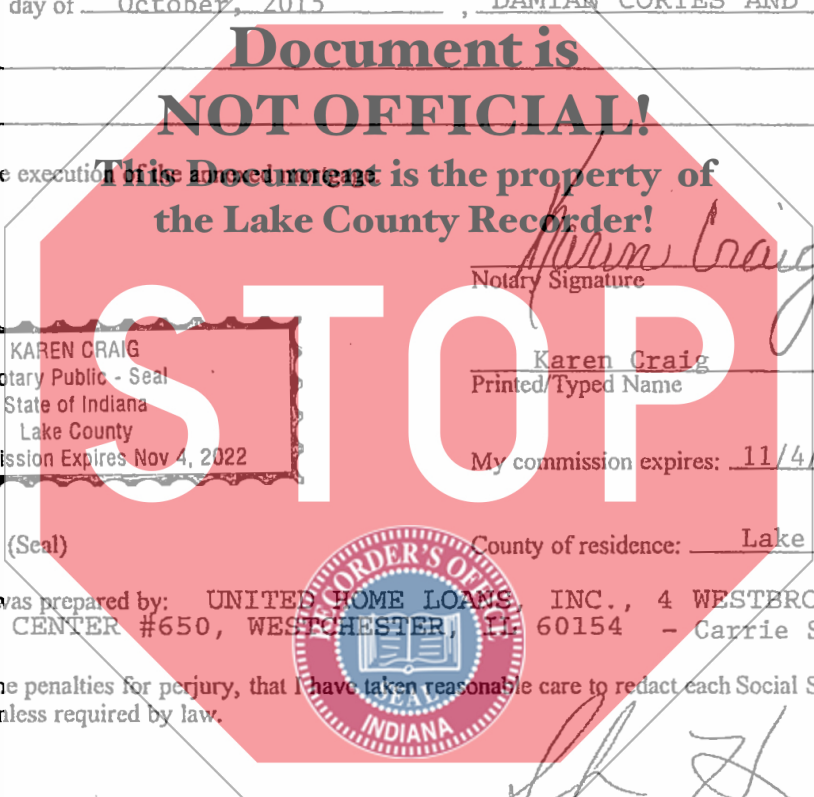 day of October, 2015, DAMIAN CORTES AND
Document is
NOT OFFICIAL!
e execution of the annexed mortgage.
This Document is the property of
the Lake County Recorder!
Karen Craig
Notary Signature
KAREN CRAIG
otary Public - Seal
State of Indiana
Lake County
ission Expires Nov 4, 2022
Karen Craig
Printed/Typed Name
STOP
My commission expires: 11/4/
(Seal)
County of residence: Lake
RECORDER'S OFFICE
SEAL
INDIANA
was prepared by: UNITED HOME LOANS, INC., 4 WESTBRO
CENTER #650, WESTCHESTER, IL 60154 - Carrie S
e penalties for perjury, that I have taken reasonable care to redact each Social S
nless required by law.